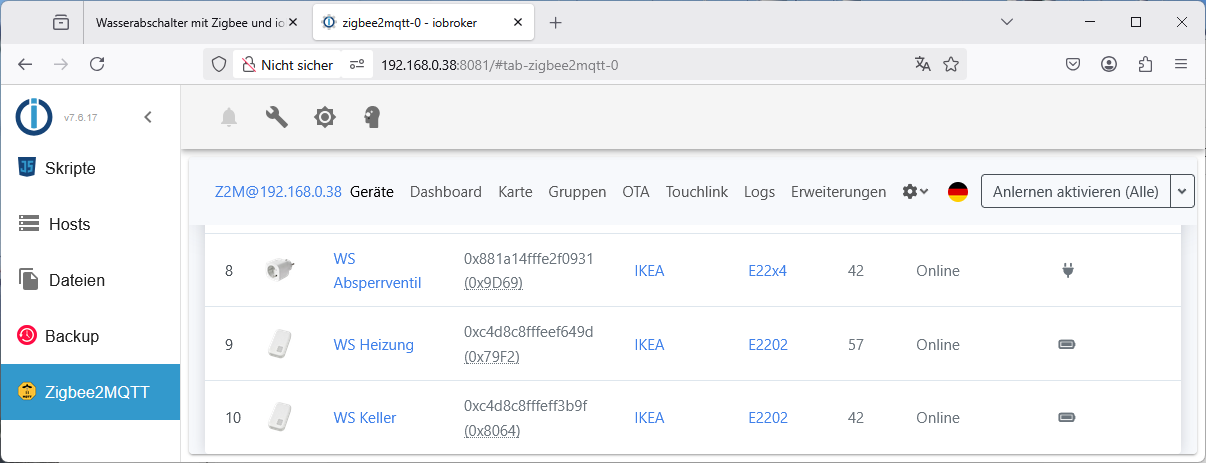 Wasserabschalter mit Zigbee und io
zigbee2mqtt-0 - iobroker
Nicht sicher
192.168.0.38:8081/#tab-zigbee2mqtt-0
v7.6.17
Skripte
Hosts
Dateien
Backup
Zigbee2MQTT
Z2M@192.168.0.38 Geräte Dashboard Karte Gruppen OTA Touchlink Logs Erweiterungen Anlernen aktivieren (Alle)
8 WS Absperrventil 0x881a14fffe2f0931 (0x9D69) IKEA E22x4 42 Online
9 WS Heizung 0xc4d8c8fffeef649d (0x79F2) IKEA E2202 57 Online
10 WS Keller 0xc4d8c8fffeff3b9f (0x8064) IKEA E2202 42 Online